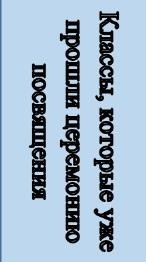 Классы, которые уже
прошли церемонию
посвящения